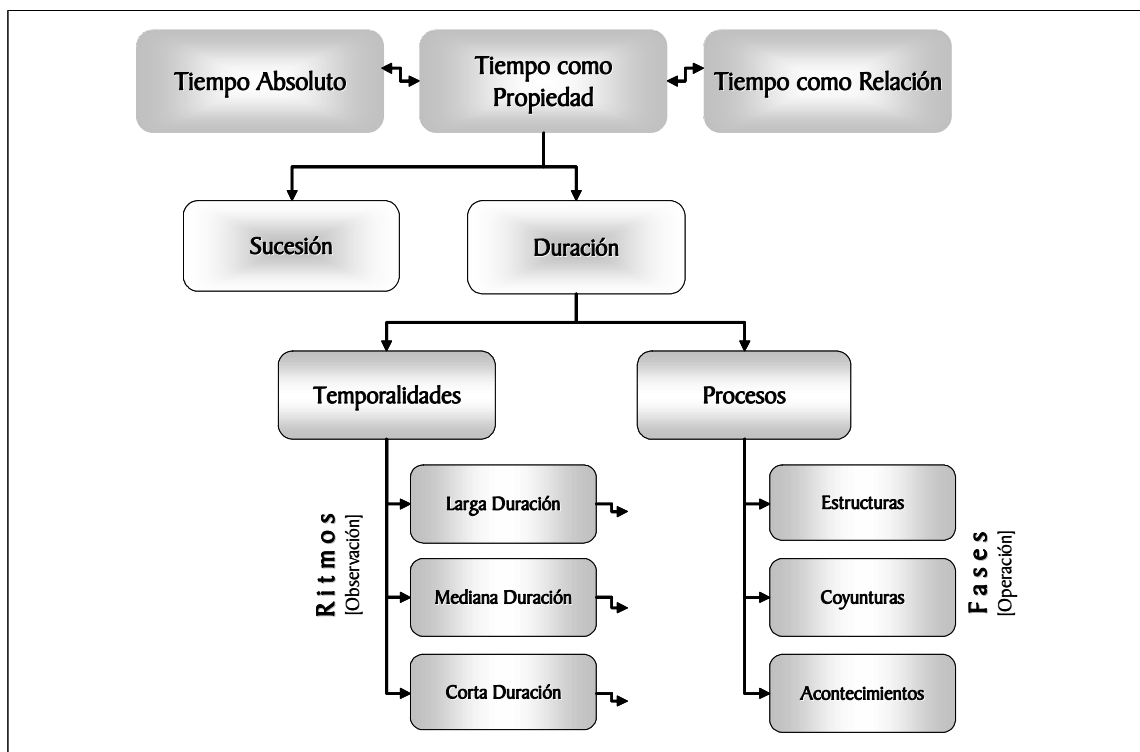 Tiempo Absoluto
Tiempo como
Propiedad
Tiempo como Relación
Sucesión
Duración
Temporalidades
Procesos
Ritmos
[Observación]
Larga Duración
Mediana Duración
Corta Duración
Estructuras
Coyunturas
Acontecimientos
Fases
[Operación]